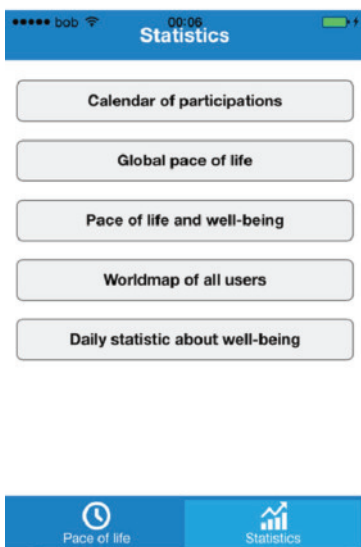 bob 00:06
Statistics
Calendar of participations
Global pace of life
Pace of life and well-being
Worldmap of all users
Daily statistic about well-being
Pace of life Statistics